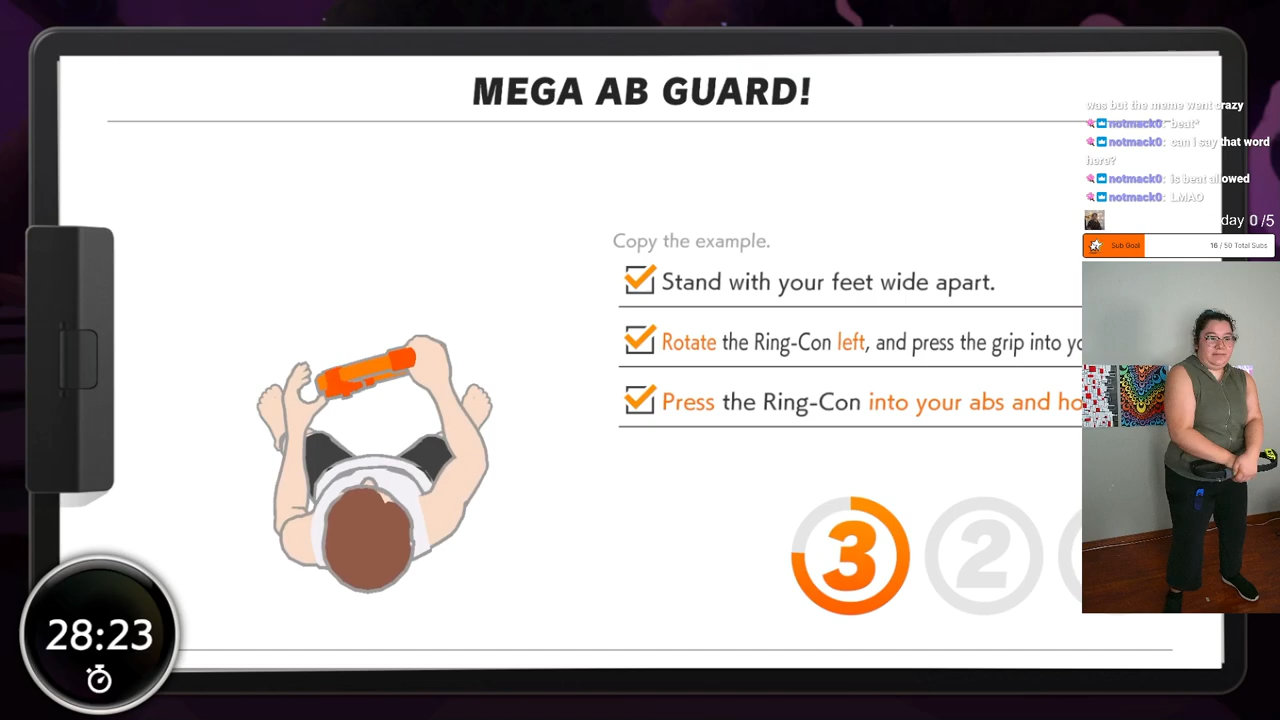 MEGA AB GUARD!
was but the meme went crazy
notmack0: beat*
notmack0: can i say that word
here?
notmack0: is beat allowed
notmack0: LMAO
day 0 /5
Sub Goal 16 / 50 Total Subs
Copy the example.
Stand with your feet wide apart.
Rotate the Ring-Con left, and press the grip into yo
Press the Ring-Con into your abs and ho
3 2
28:23